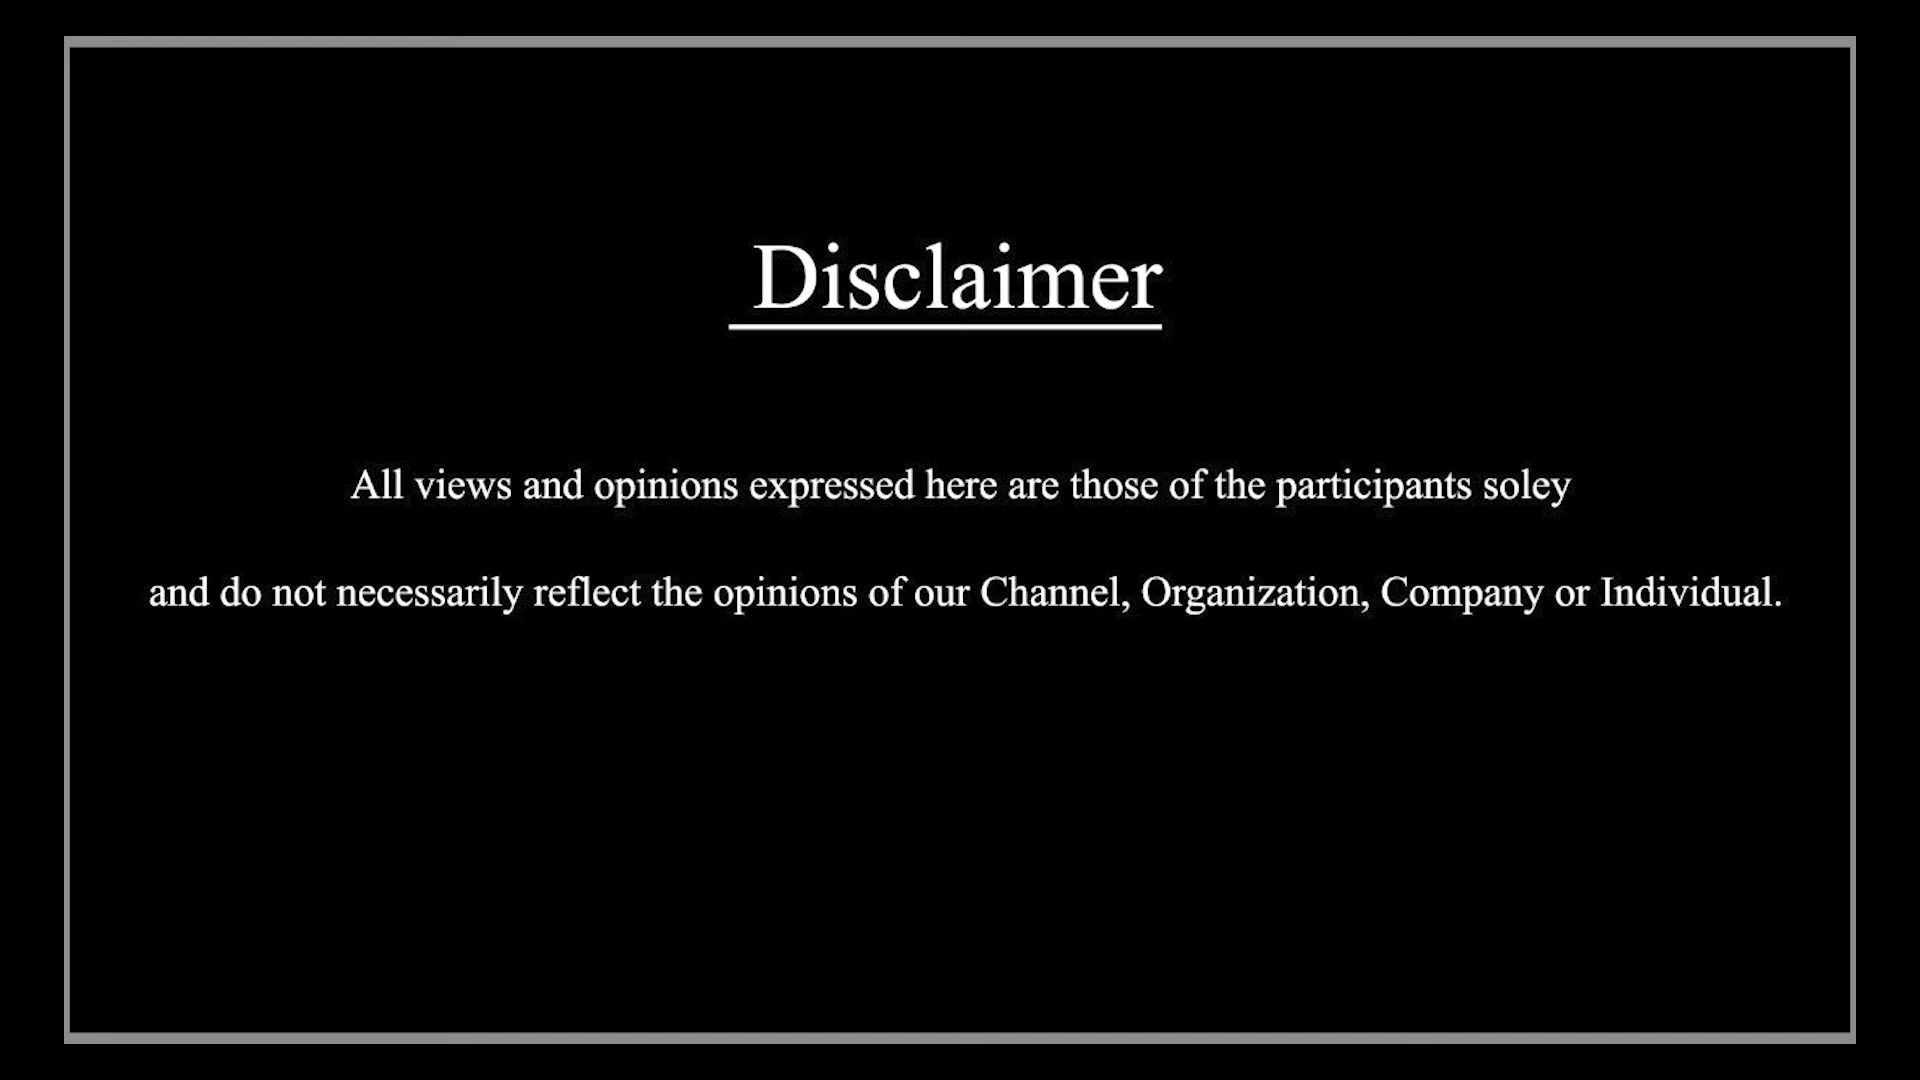 Disclaimer
All views and opinions expressed here are those of the participants soley
and do not necessarily reflect the opinions of our Channel, Organization, Company or Individual.